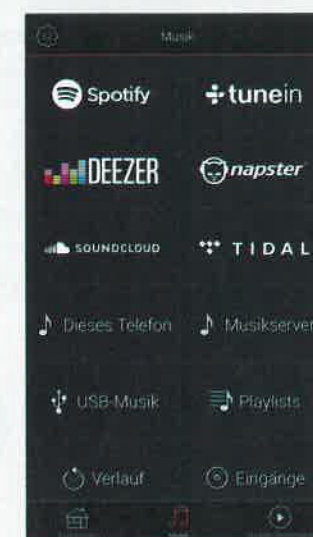 Musik
Spotify tunein
DEEZER napster
SOUNDCLOUD TIDAL
Dieses Telefon Musikserver
USB-Musik Playlists
Verlauf Eingänge